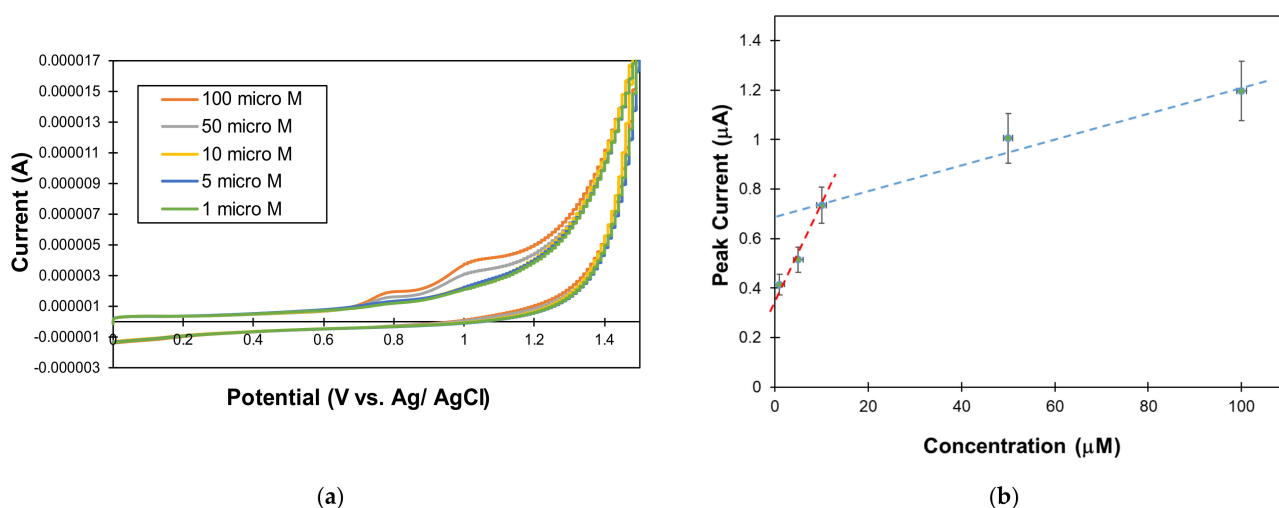 0.000017
0.000015
0.000013
0.000011
0.000009
0.000007
0.000005
0.000003
0.000001
-0.000001
-0.000003
Current (A)
100 micro M
50 micro M
10 micro M
5 micro M
1 micro M
0 0.2 0.4 0.6 0.8 1 1.2 1.4
Potential (V vs. Ag/ AgCl)
(a)
1.4
1.2
1
0.8
0.6
0.4
0.2
0
Peak Current (μA)
0 20 40 60 80 100
Concentration (μM)
(b)